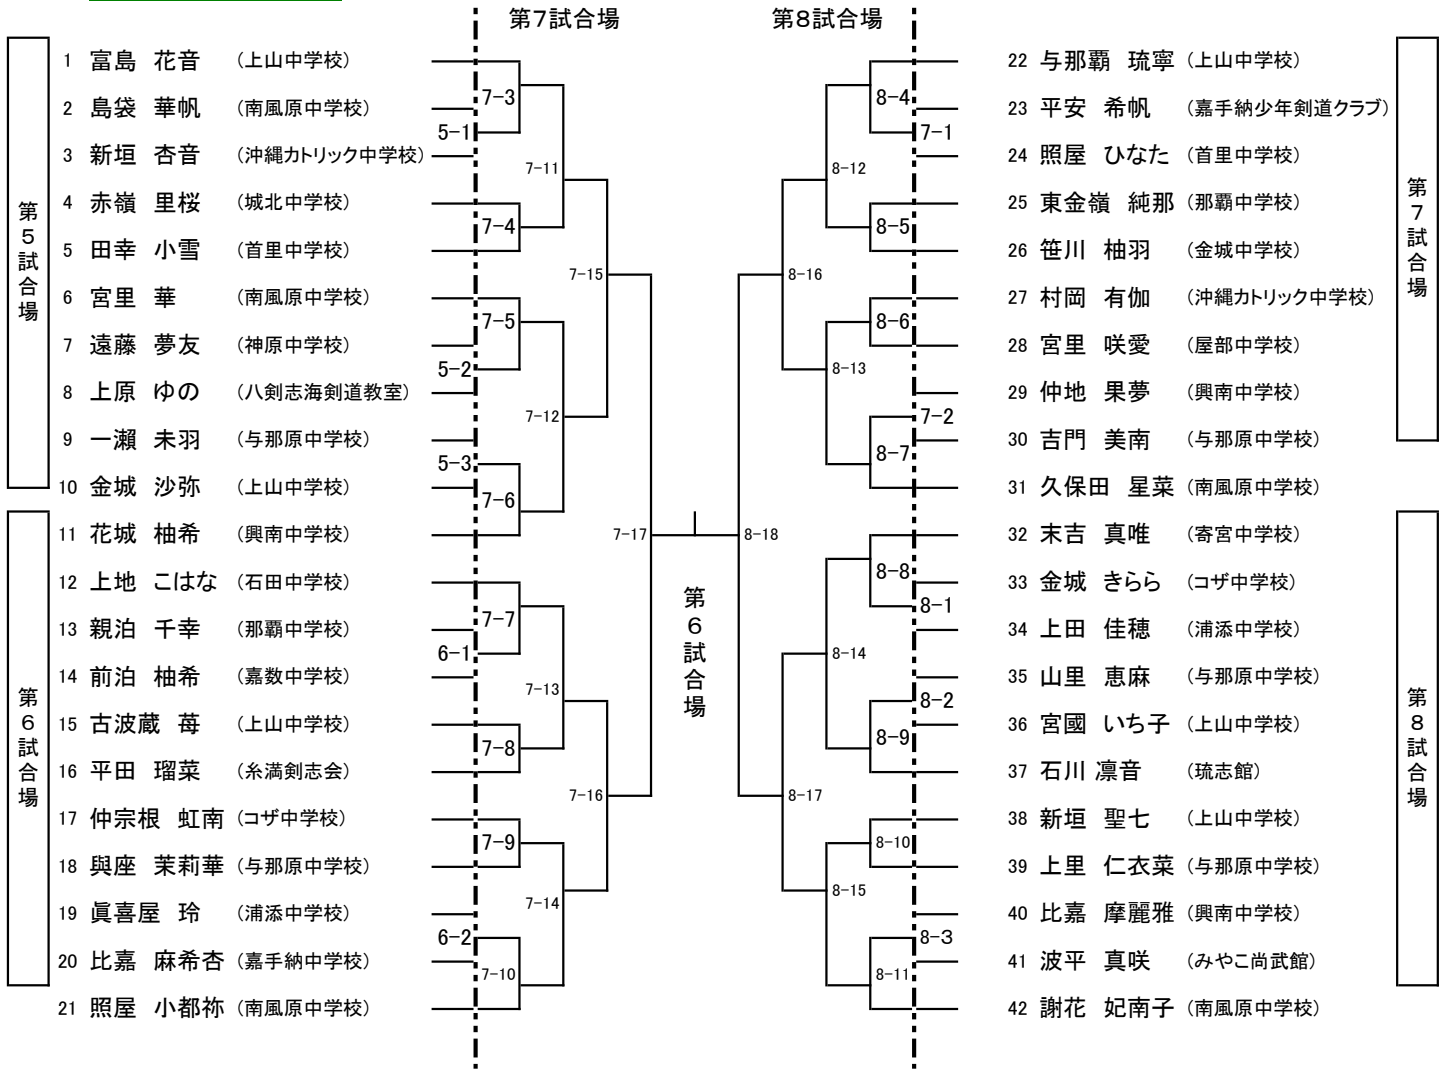 第7試合場
第8試合場
第5試合場
1 富島 花音 (上山中学校)
2 島袋 華帆 (南風原中学校)
3 新垣 杏音 (沖縄カトリック中学校)
4 赤嶺 里桜 (城北中学校)
5 田幸 小雪 (首里中学校)
6 宮里 華 (南風原中学校)
7 遠藤 夢友 (神原中学校)
8 上原 ゆの (八剣志海剣道教室)
9 一瀬 未羽 (与那原中学校)
10 金城 沙弥 (上山中学校)
第6試合場
11 花城 柚希 (興南中学校)
12 上地 こはな (石田中学校)
13 親泊 千幸 (那覇中学校)
14 前泊 柚希 (嘉数中学校)
15 古波蔵 苺 (上山中学校)
16 平田 瑠菜 (糸満剣志会)
17 仲宗根 虹南 (コザ中学校)
18 與座 茉莉華 (与那原中学校)
19 眞喜屋 玲 (浦添中学校)
20 比嘉 麻希杏 (嘉手納中学校)
21 照屋 小都祢 (南風原中学校)
5-1
5-2
5-3
6-1
6-2
7-3
7-4
7-5
7-6
7-7
7-8
7-9
7-10
7-11
7-12
7-13
7-14
7-15
7-16
7-17
第6試合場
8-18
8-16
8-17
8-12
8-13
8-14
8-15
8-4
8-5
8-6
8-7
8-8
8-9
8-10
8-11
7-1
7-2
8-1
8-2
8-3
22 与那覇 琉寧 (上山中学校)
23 平安 希帆 (嘉手納少年剣道クラブ)
24 照屋 ひなた (首里中学校)
25 東金嶺 純那 (那覇中学校)
26 笹川 柚羽 (金城中学校)
27 村岡 有伽 (沖縄カトリック中学校)
28 宮里 咲愛 (屋部中学校)
29 仲地 果夢 (興南中学校)
30 吉門 美南 (与那原中学校)
31 久保田 星菜 (南風原中学校)
第7試合場
32 末吉 真唯 (寄宮中学校)
33 金城 きらら (コザ中学校)
34 上田 佳穂 (浦添中学校)
35 山里 恵麻 (与那原中学校)
36 宮國 いち子 (上山中学校)
37 石川 凛音 (琉志館)
38 新垣 聖七 (上山中学校)
39 上里 仁衣菜 (与那原中学校)
40 比嘉 摩麗雅 (興南中学校)
41 波平 真咲 (みやこ尚武館)
42 謝花 妃南子 (南風原中学校)
第8試合場